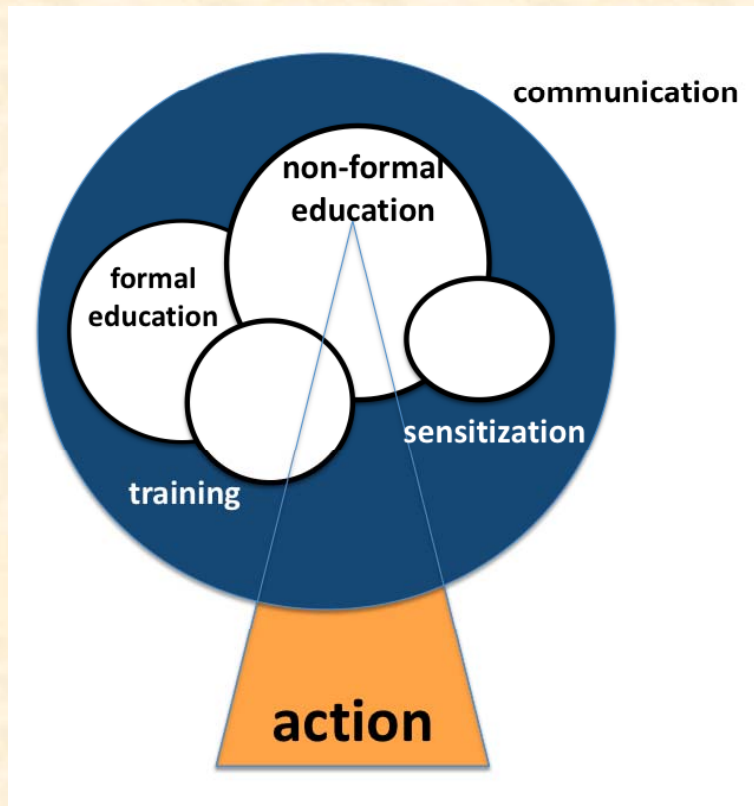 communication
non-formal
education
formal
education
sensitization
training
action